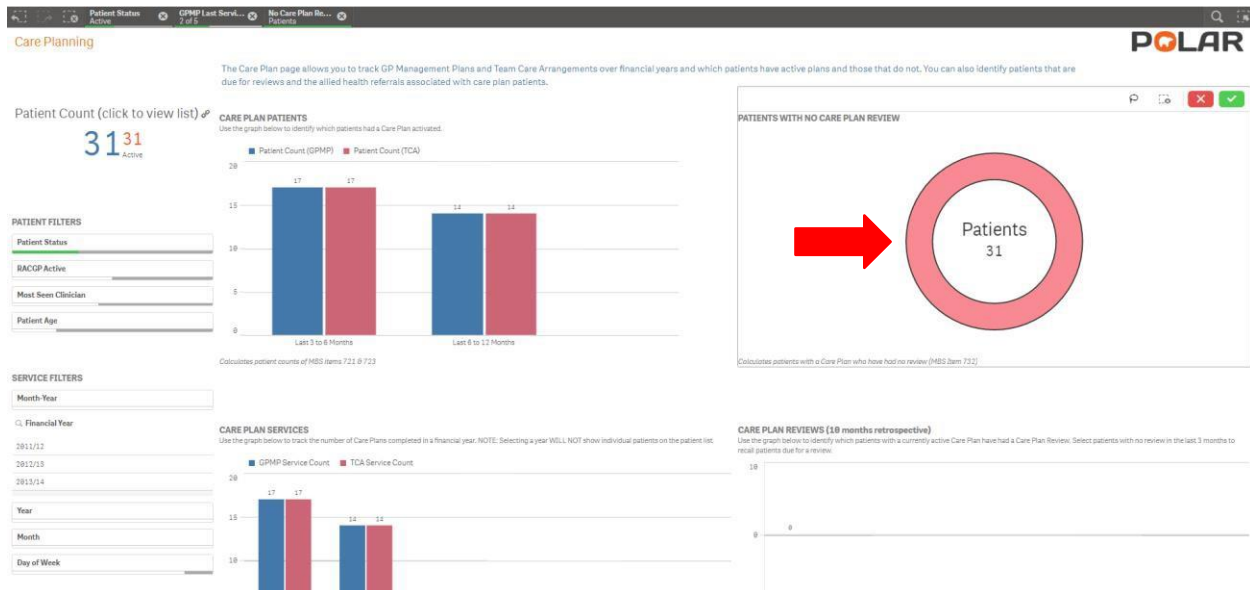 Patient Status
Active
GPMP Last Servi...
2 of 5
No Care Plan Re...
Patients
Care Planning
POLAR
The Care Plan page allows you to track GP Management Plans and Team Care Arrangements over financial years and which patients have active plans and those that do not. You can also identify patients that are
due for reviews and the allied health referrals associated with care plan patients.
Patient Count (click to view list)
31 31
Active
CARE PLAN PATIENTS
Use the graph below to identify which patients had a Care Plan activated.
Patient Count (GPMP) Patient Count (TCA)
20
17 17
15
14 14
10
5
0
Last 3 to 6 Months Last 6 to 12 Months
Calculates patient counts of MBS items 721 & 723
PATIENTS WITH NO CARE PLAN REVIEW
Patients
31
Calculates patients with a Care Plan who have had no review (MBS Item 732)
PATIENT FILTERS
Patient Status
RACGP Active
Most Seen Clinician
Patient Age
SERVICE FILTERS
Month-Year
Financial Year
2011/12
2012/13
2013/14
Year
Month
Day of Week
CARE PLAN SERVICES
Use the graph below to track the number of Care Plans completed in a financial year. NOTE: Selecting a year WILL NOT show individual patients on the patient list.
GPMP Service Count TCA Service Count
20
17 17
15
14 14
10
CARE PLAN REVIEWS (18 months retrospective)
Use the graph below to identify which patients with a currently active Care Plan have had a Care Plan Review. Select patients with no review in the last 3 months to
recall patients due for a review.
10
0
0